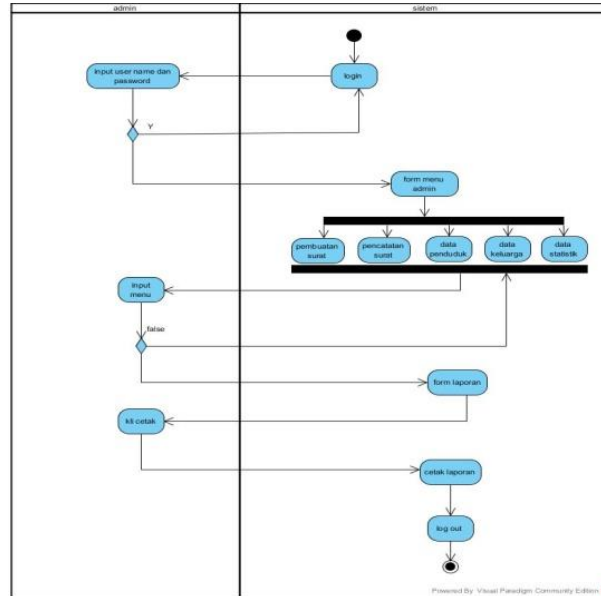 admin
sistem
input user name dan
password
login
Y
form menu
admin
pembuatan
surat
pencatatan
surat
data
penduduk
data
keluarga
data
statistik
input
menu
false
form laporan
kli cetak
cetak laporan
log out
Powered By Visual Paradigm Community Edition